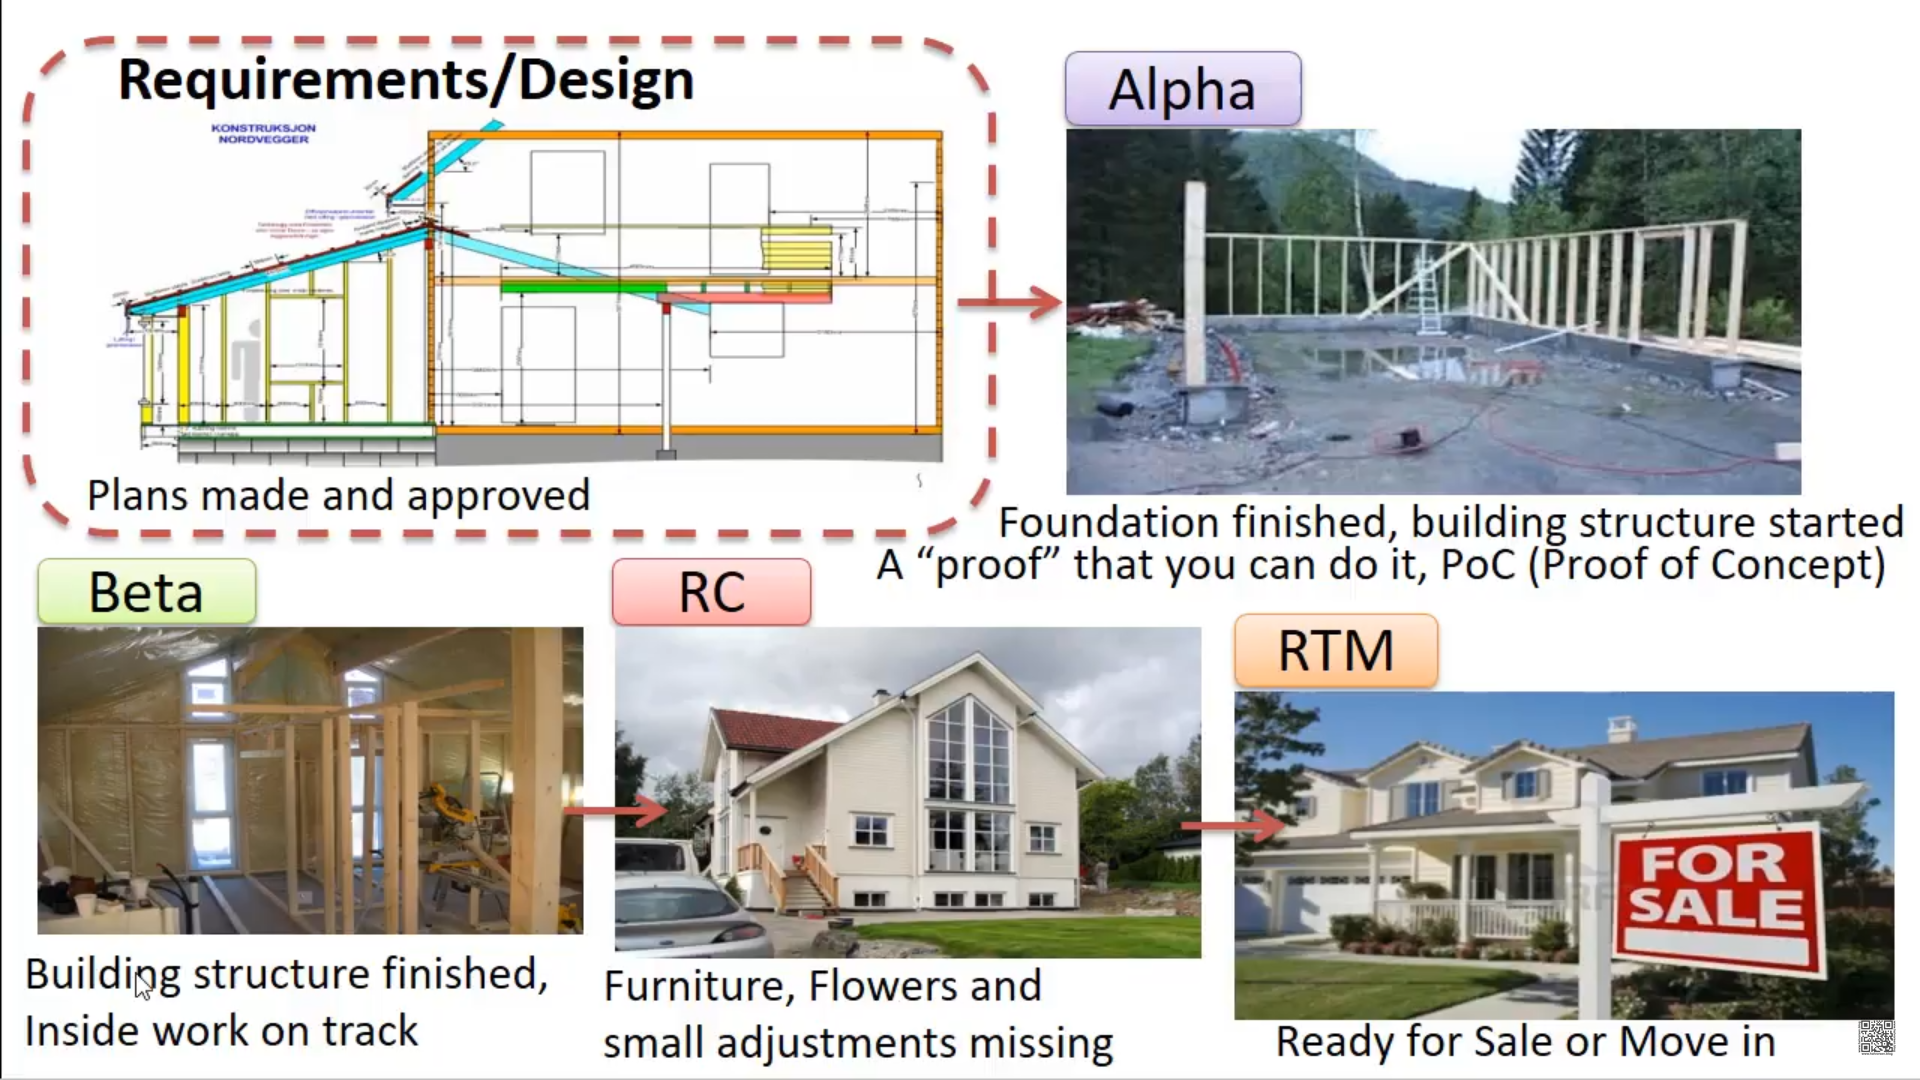 Requirements/Design
KONSTRUKSJON
NORDVEGGER
Plans made and approved
Alpha
Foundation finished, building structure started
A “proof” that you can do it, PoC (Proof of Concept)
Beta
Building structure finished,
Inside work on track
RC
Furniture, Flowers and
small adjustments missing
RTM
FOR
SALE
Ready for Sale or Move in